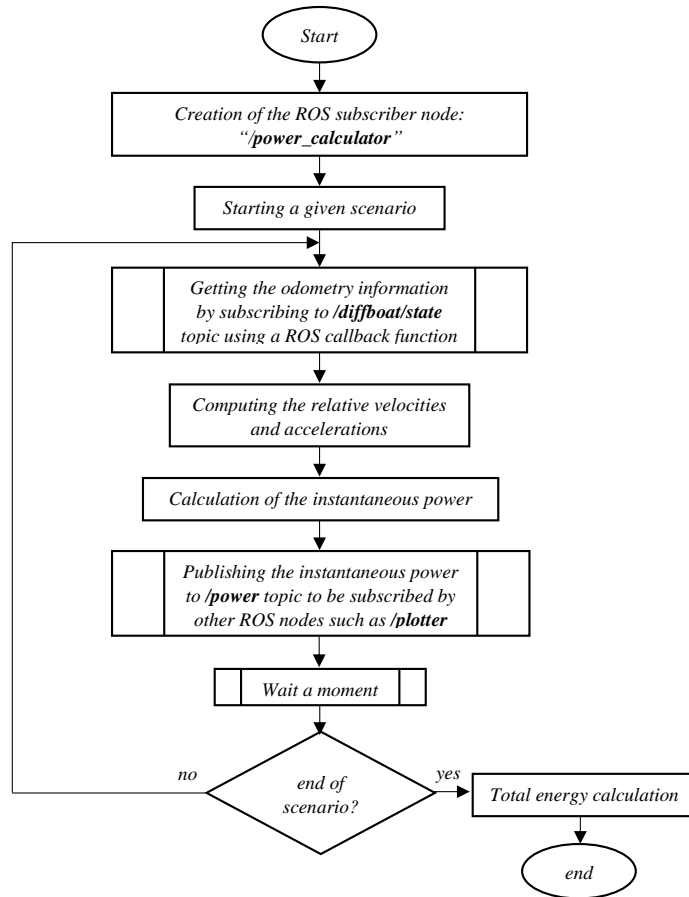 Start
Creation of the ROS subscriber node:
“/power_calculator”
Starting a given scenario
Getting the odometry information
by subscribing to /diffboat/state
topic using a ROS callback function
Computing the relative velocities
and accelerations
Calculation of the instantaneous power
Publishing the instantaneous power
to /power topic to be subscribed by
other ROS nodes such as /plotter
Wait a moment
no
end of
scenario?
yes
Total energy calculation
end